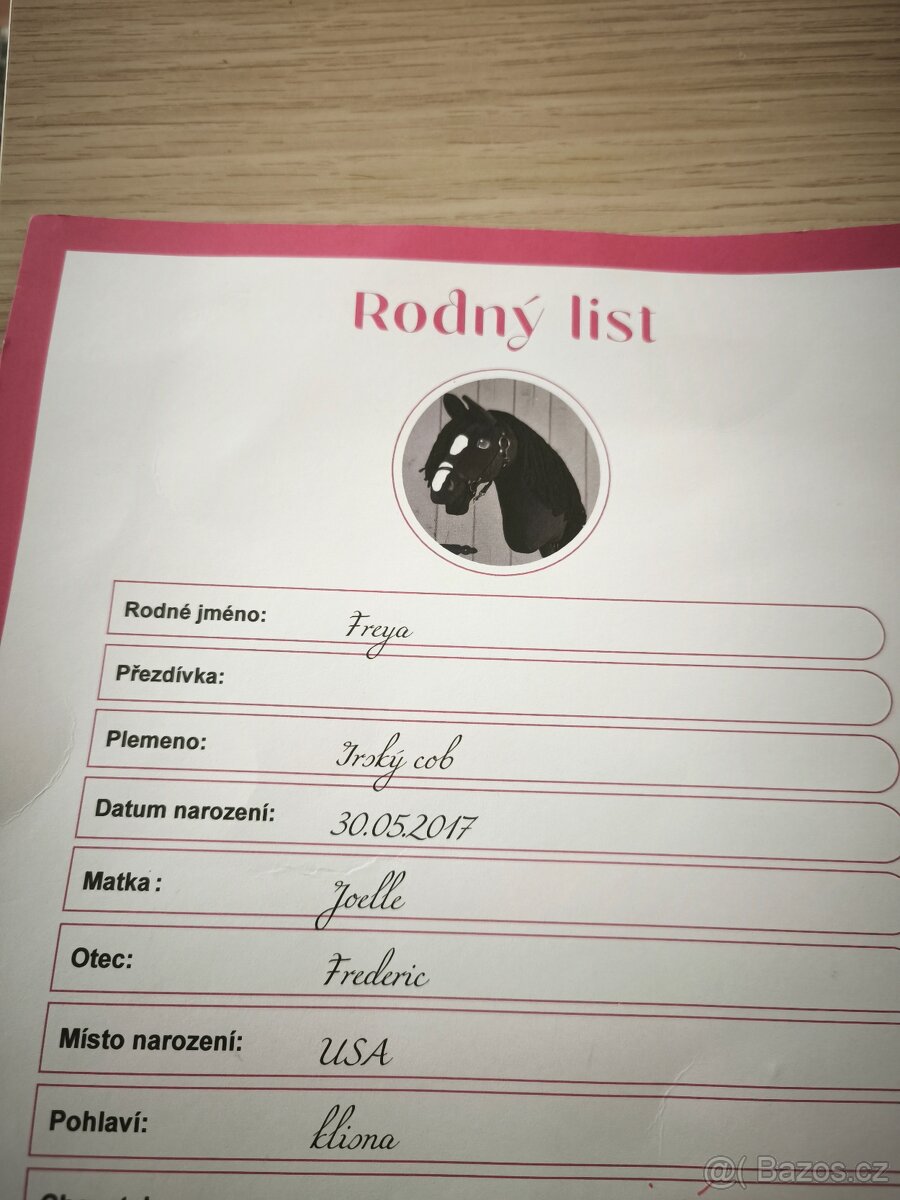 Rodný list
Rodné jméno: Freya
Přezdívka:
Plemeno: Irský cob
Datum narození: 30.05.2017
Matka: Joelle
Otec: Frederic
Místo narození: USA
Pohlaví: klisna
@( Bazos.cz